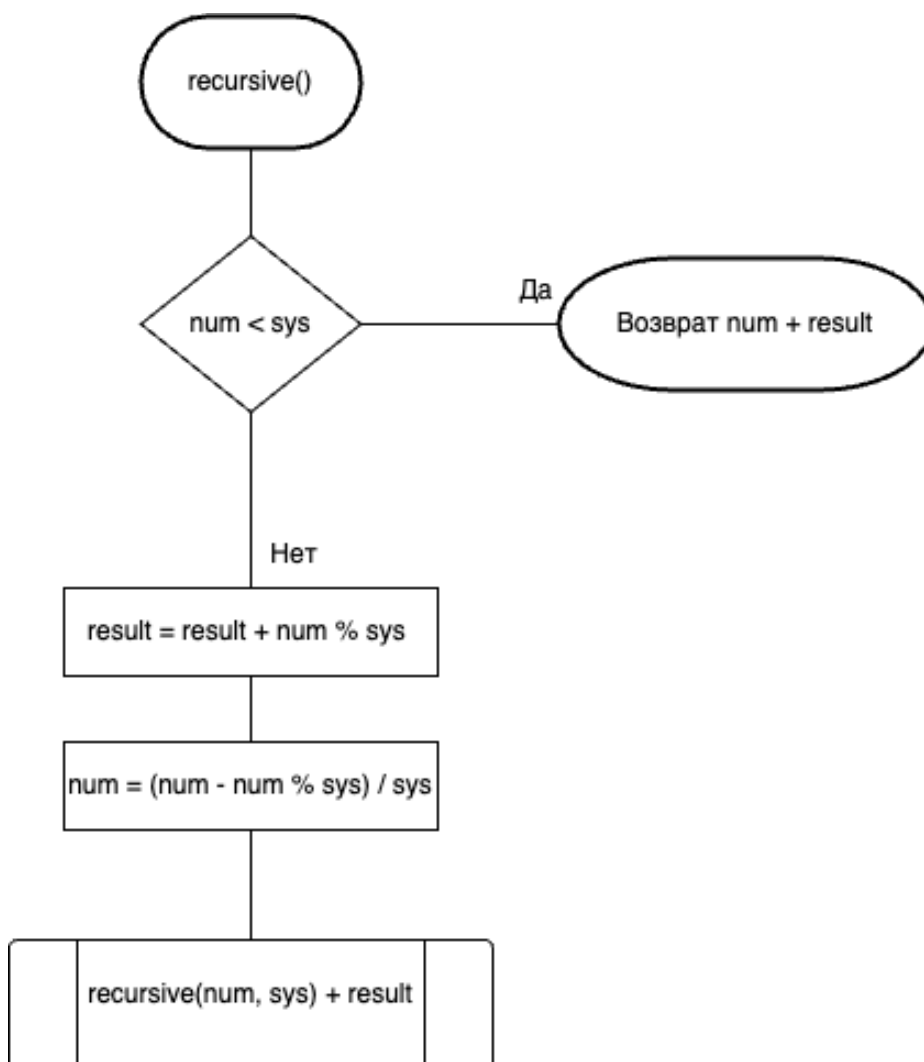 recursive()
num < sys
Да
Возврат num + result
Нет
result = result + num % sys
num = (num - num % sys) / sys
recursive(num, sys) + result